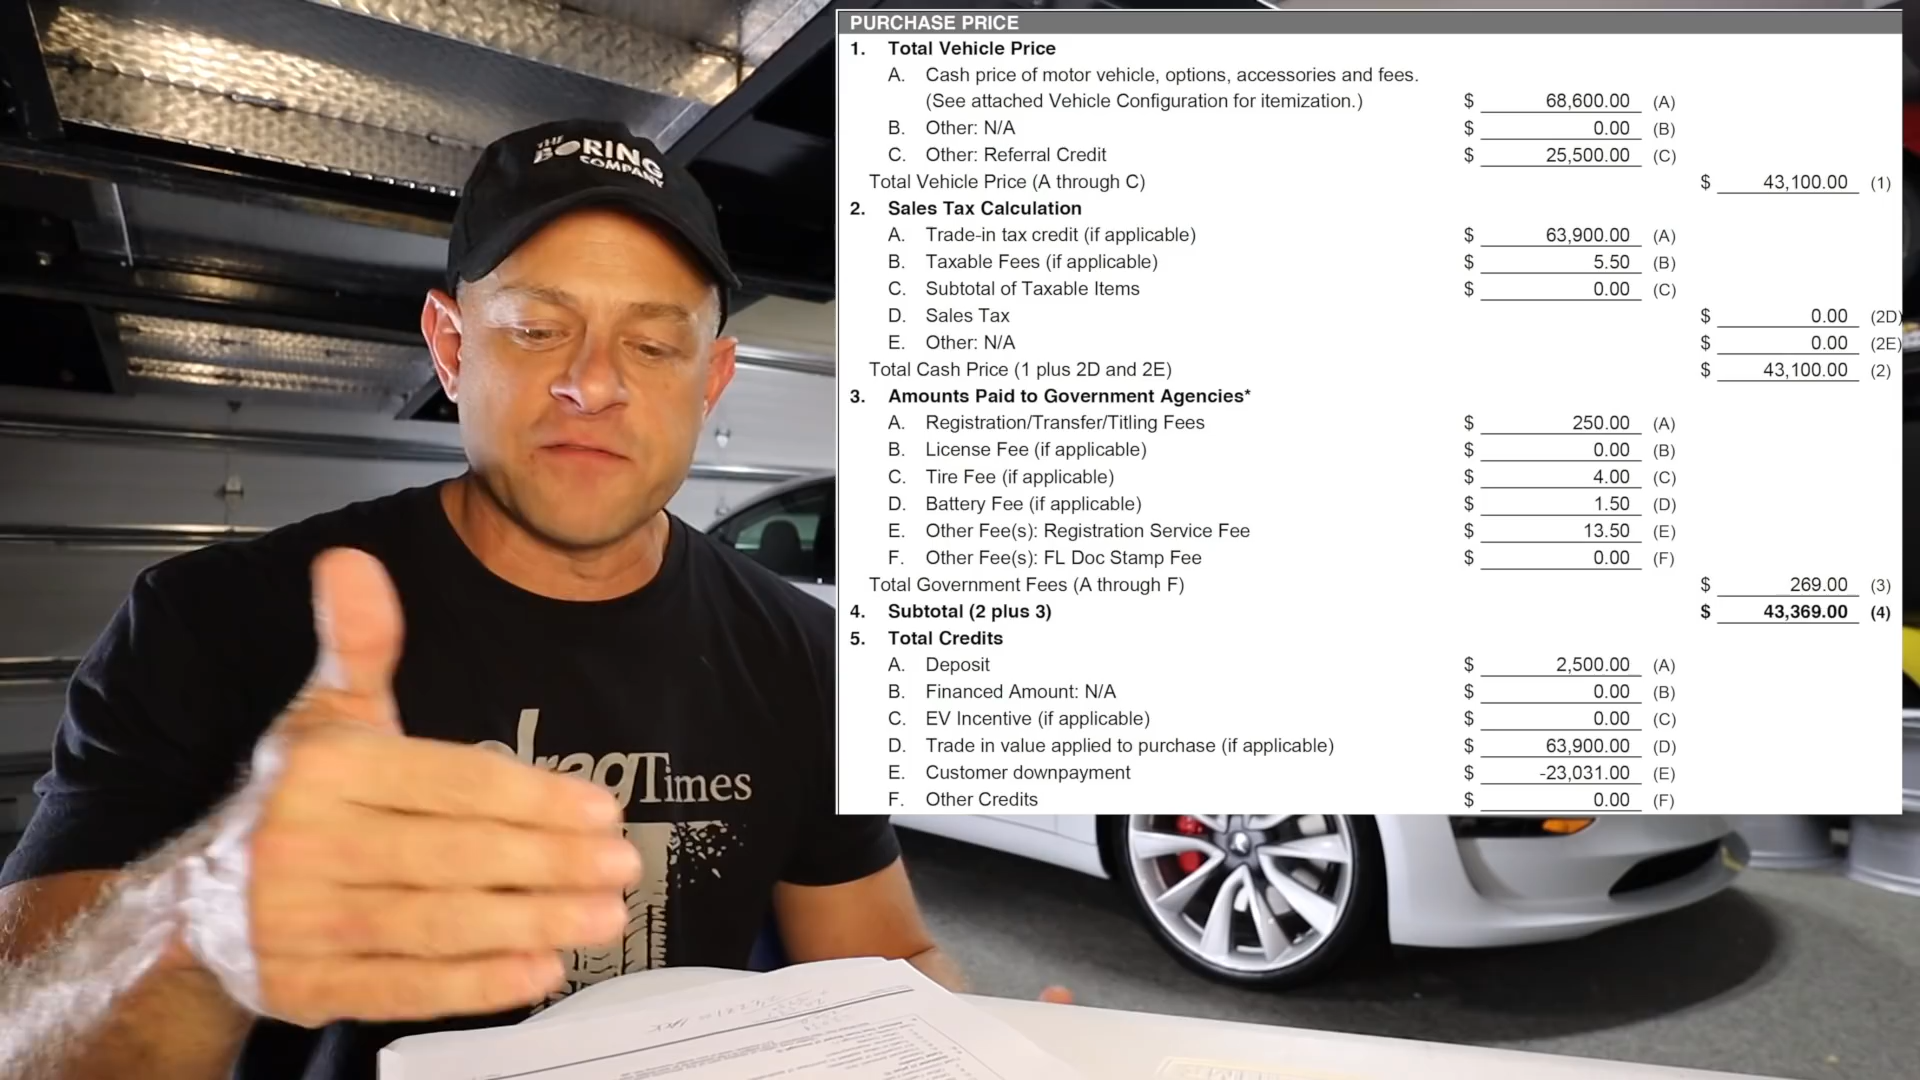 THE
BORING
COMPANY
dragTimes
PURCHASE PRICE
1. Total Vehicle Price
A. Cash price of motor vehicle, options, accessories and fees.
(See attached Vehicle Configuration for itemization.) $ 68,600.00 (A)
B. Other: N/A $ 0.00 (B)
C. Other: Referral Credit $ 25,500.00 (C)
Total Vehicle Price (A through C) $ 43,100.00 (1)
2. Sales Tax Calculation
A. Trade-in tax credit (if applicable) $ 63,900.00 (A)
B. Taxable Fees (if applicable) $ 5.50 (B)
C. Subtotal of Taxable Items $ 0.00 (C)
D. Sales Tax $ 0.00 (2D)
E. Other: N/A $ 0.00 (2E)
Total Cash Price (1 plus 2D and 2E) $ 43,100.00 (2)
3. Amounts Paid to Government Agencies*
A. Registration/Transfer/Titling Fees $ 250.00 (A)
B. License Fee (if applicable) $ 0.00 (B)
C. Tire Fee (if applicable) $ 4.00 (C)
D. Battery Fee (if applicable) $ 1.50 (D)
E. Other Fee(s): Registration Service Fee $ 13.50 (E)
F. Other Fee(s): FL Doc Stamp Fee $ 0.00 (F)
Total Government Fees (A through F) $ 269.00 (3)
4. Subtotal (2 plus 3) $ 43,369.00 (4)
5. Total Credits
A. Deposit $ 2,500.00 (A)
B. Financed Amount: N/A $ 0.00 (B)
C. EV Incentive (if applicable) $ 0.00 (C)
D. Trade in value applied to purchase (if applicable) $ 63,900.00 (D)
E. Customer downpayment $ -23,031.00 (E)
F. Other Credits $ 0.00 (F)